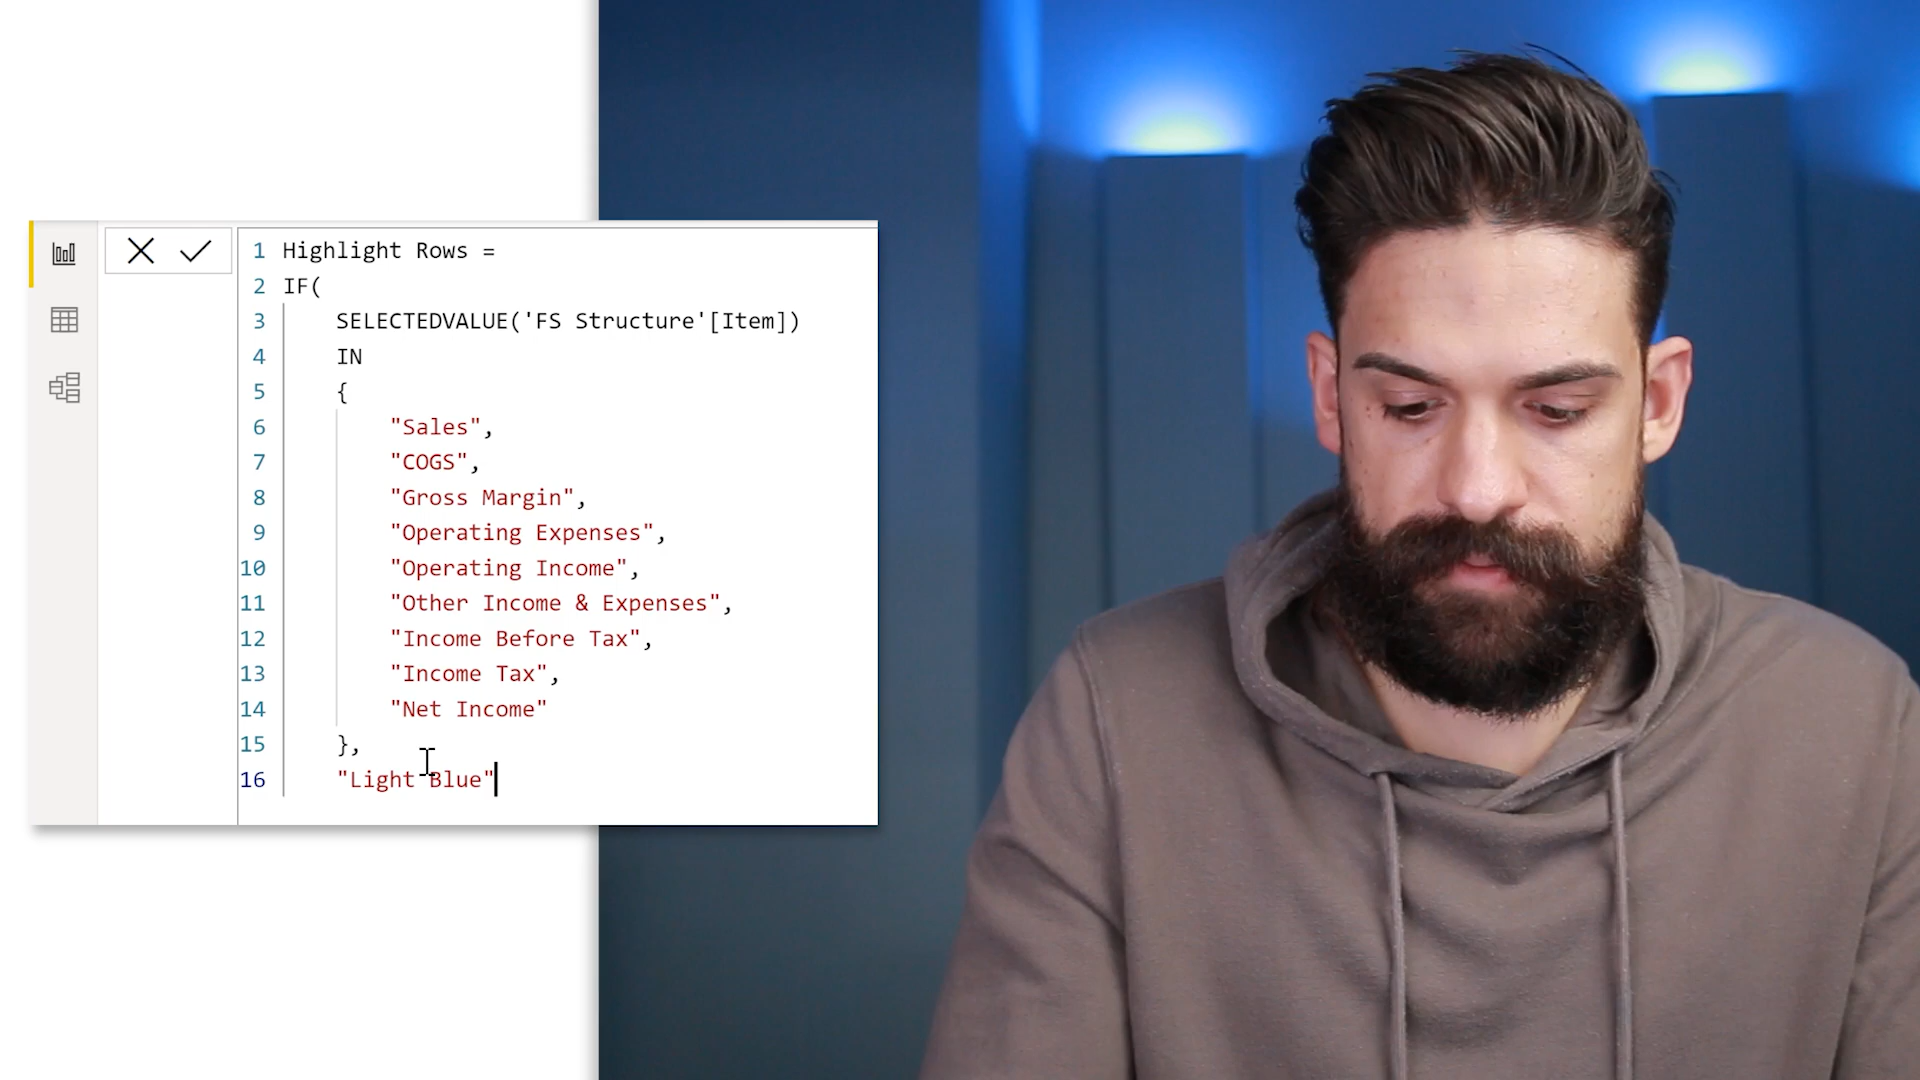 1 Highlight Rows =
2 IF(
3 SELECTEDVALUE('FS Structure'[Item])
4 IN
5 {
6 "Sales",
7 "COGS",
8 "Gross Margin",
9 "Operating Expenses",
10 "Operating Income",
11 "Other Income & Expenses",
12 "Income Before Tax",
13 "Income Tax",
14 "Net Income"
15 },
16 "Light Blue"